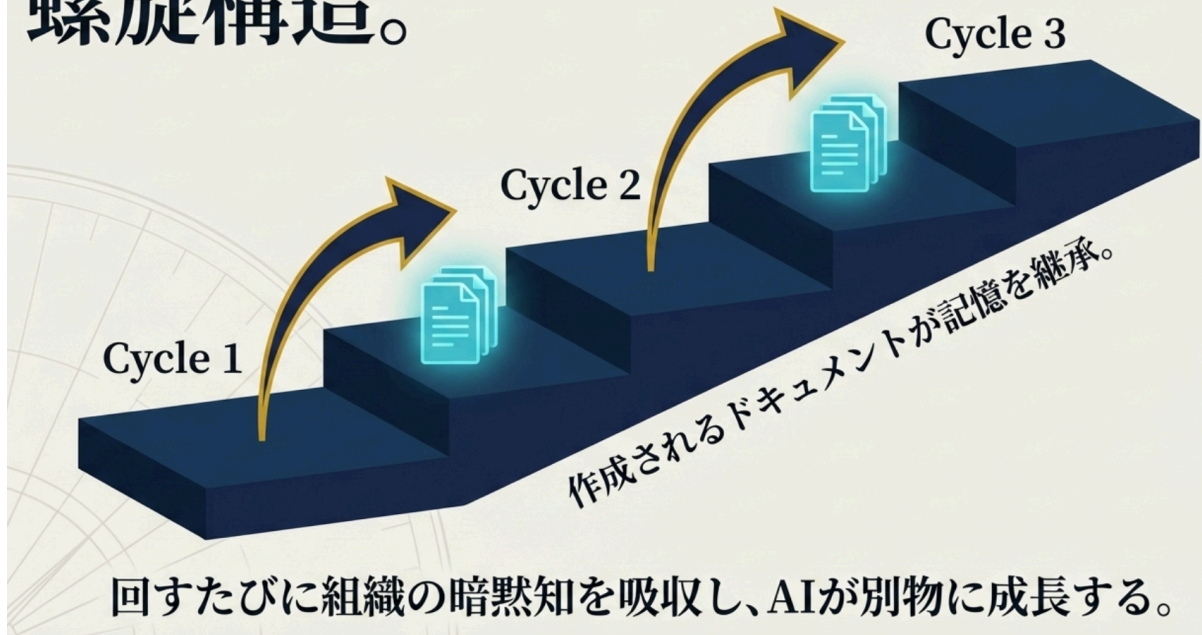 螺旋構造。
Cycle 3
Cycle 2
Cycle 1
作成されるドキュメントが記憶を継承。
回すたびに組織の暗黙知を吸収し、AIが別物に成長する。